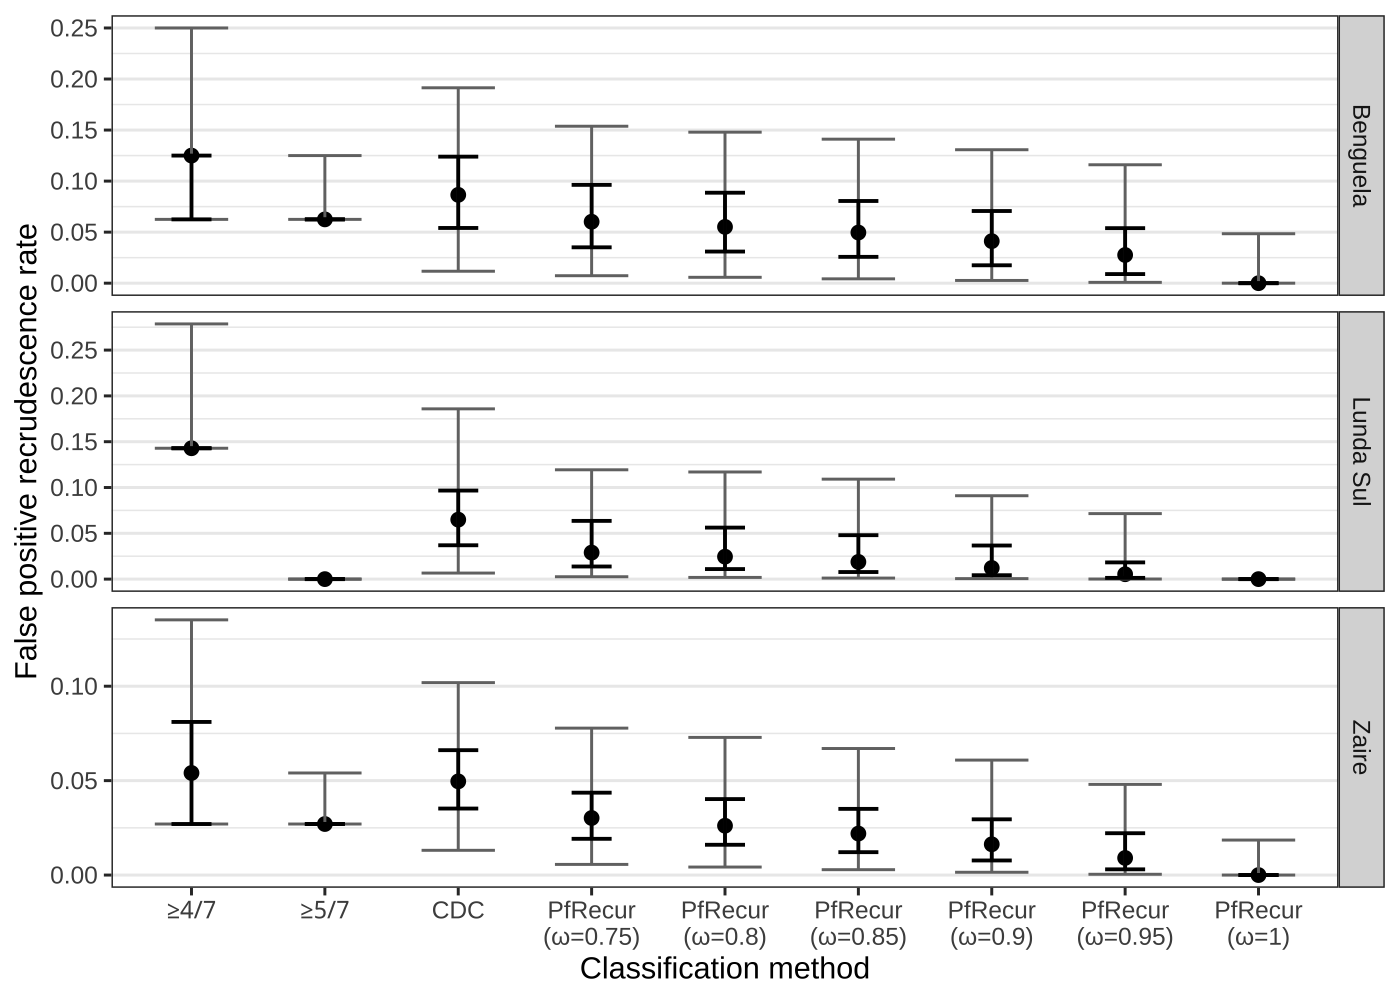 False positive recrudescence rate
0.25
0.20
0.15
0.10
0.05
0.00
Benguela
0.25
0.20
0.15
0.10
0.05
0.00
Lunda Sul
0.10
0.05
0.00
Zaire
≥4/7 ≥5/7 CDC PfRecur PfRecur PfRecur PfRecur PfRecur PfRecur
(ω=0.75) (ω=0.8) (ω=0.85) (ω=0.9) (ω=0.95) (ω=1)
Classification method